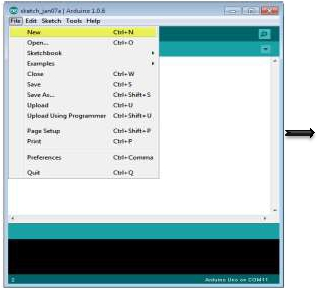 sketch_jan07a | Arduino 1.0.6
File Edit Sketch Tools Help
New Ctrl+N
Open... Ctrl+O
Sketchbook
Examples
Close Ctrl+W
Save Ctrl+S
Save As... Ctrl+Shift+S
Upload Ctrl+U
Upload Using Programmer Ctrl+Shift+U
Page Setup Ctrl+Shift+P
Print Ctrl+P
Preferences Ctrl+Comma
Quit Ctrl+Q
2 Arduino Uno on COM11